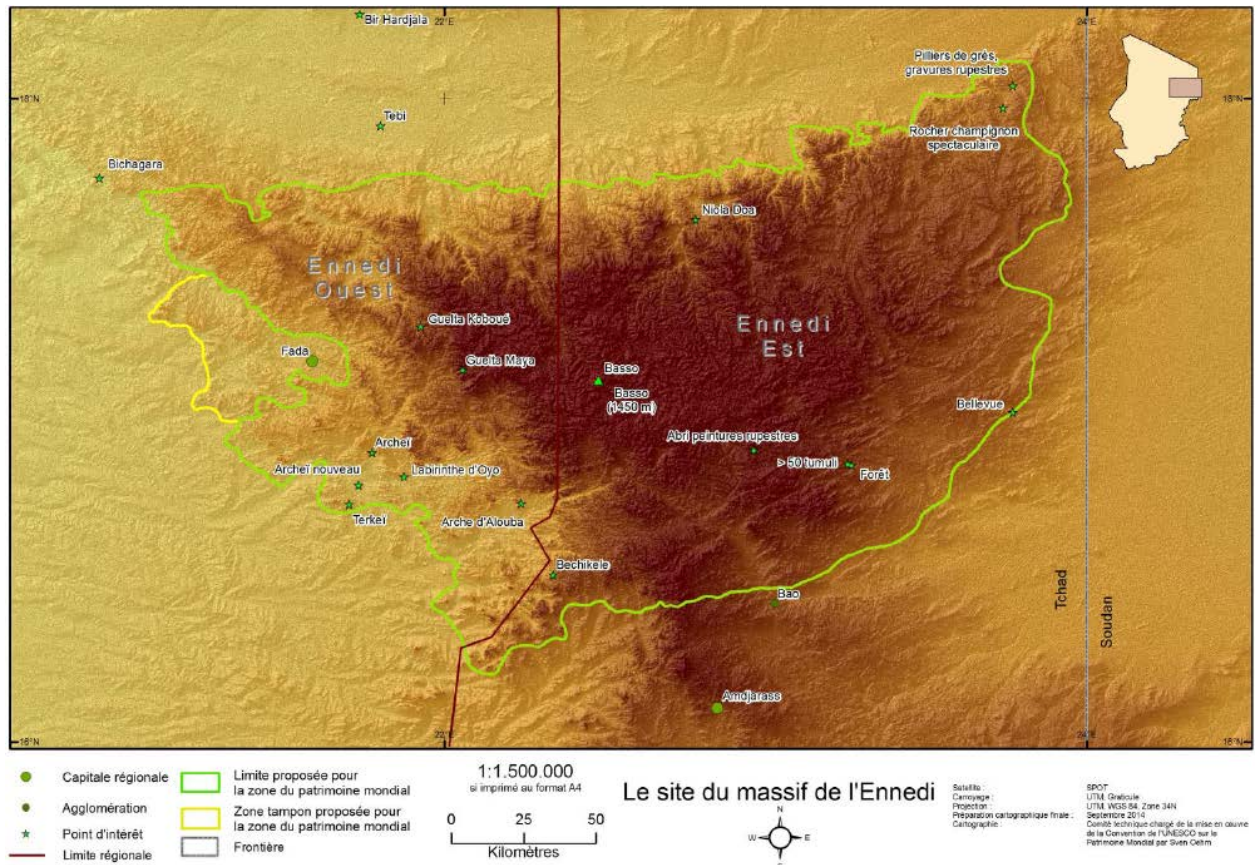 Bir Hardjala
22°E
24°E
Pilliers de grès,
gravures rupestres
18°N
18°N
Tebi
Rocher champignon
spectaculaire
Bichagara
Niola Doa
Ennedi
Ouest
Guelta Koboué
Ennedi
Est
Fada
Guelta Maya
Basso
Basso
(1450 m)
Bellevue
Abri peintures rupestres
Archeï
> 50 tumuli
Forêt
Archeï nouveau
Labirinthe d'Oyo
Terkeï
Arche d'Alouba
Bechikele
Bao
Tchad
Soudan
Amdjarass
16°N
22°E
24°E
16°N
Capitale régionale
Agglomération
Point d'intérêt
Limite régionale
Limite proposée pour
la zone du patrimoine mondial
Zone tampon proposée pour
la zone du patrimoine mondial
Frontière
1:1.500.000
si imprimé au format A4
0 25 50
Kilomètres
Le site du massif de l'Ennedi
N
W E
S
Satellite : SPOT
Carroyage : UTM, Graticule
Projection : UTM, WGS 84, Zone 34N
Préparation cartographique finale : Septembre 2014
Cartographie : Comité technique chargé de la mise en œuvre
de la Convention de l'UNESCO sur le
Patrimoine Mondial par Sven Oehm